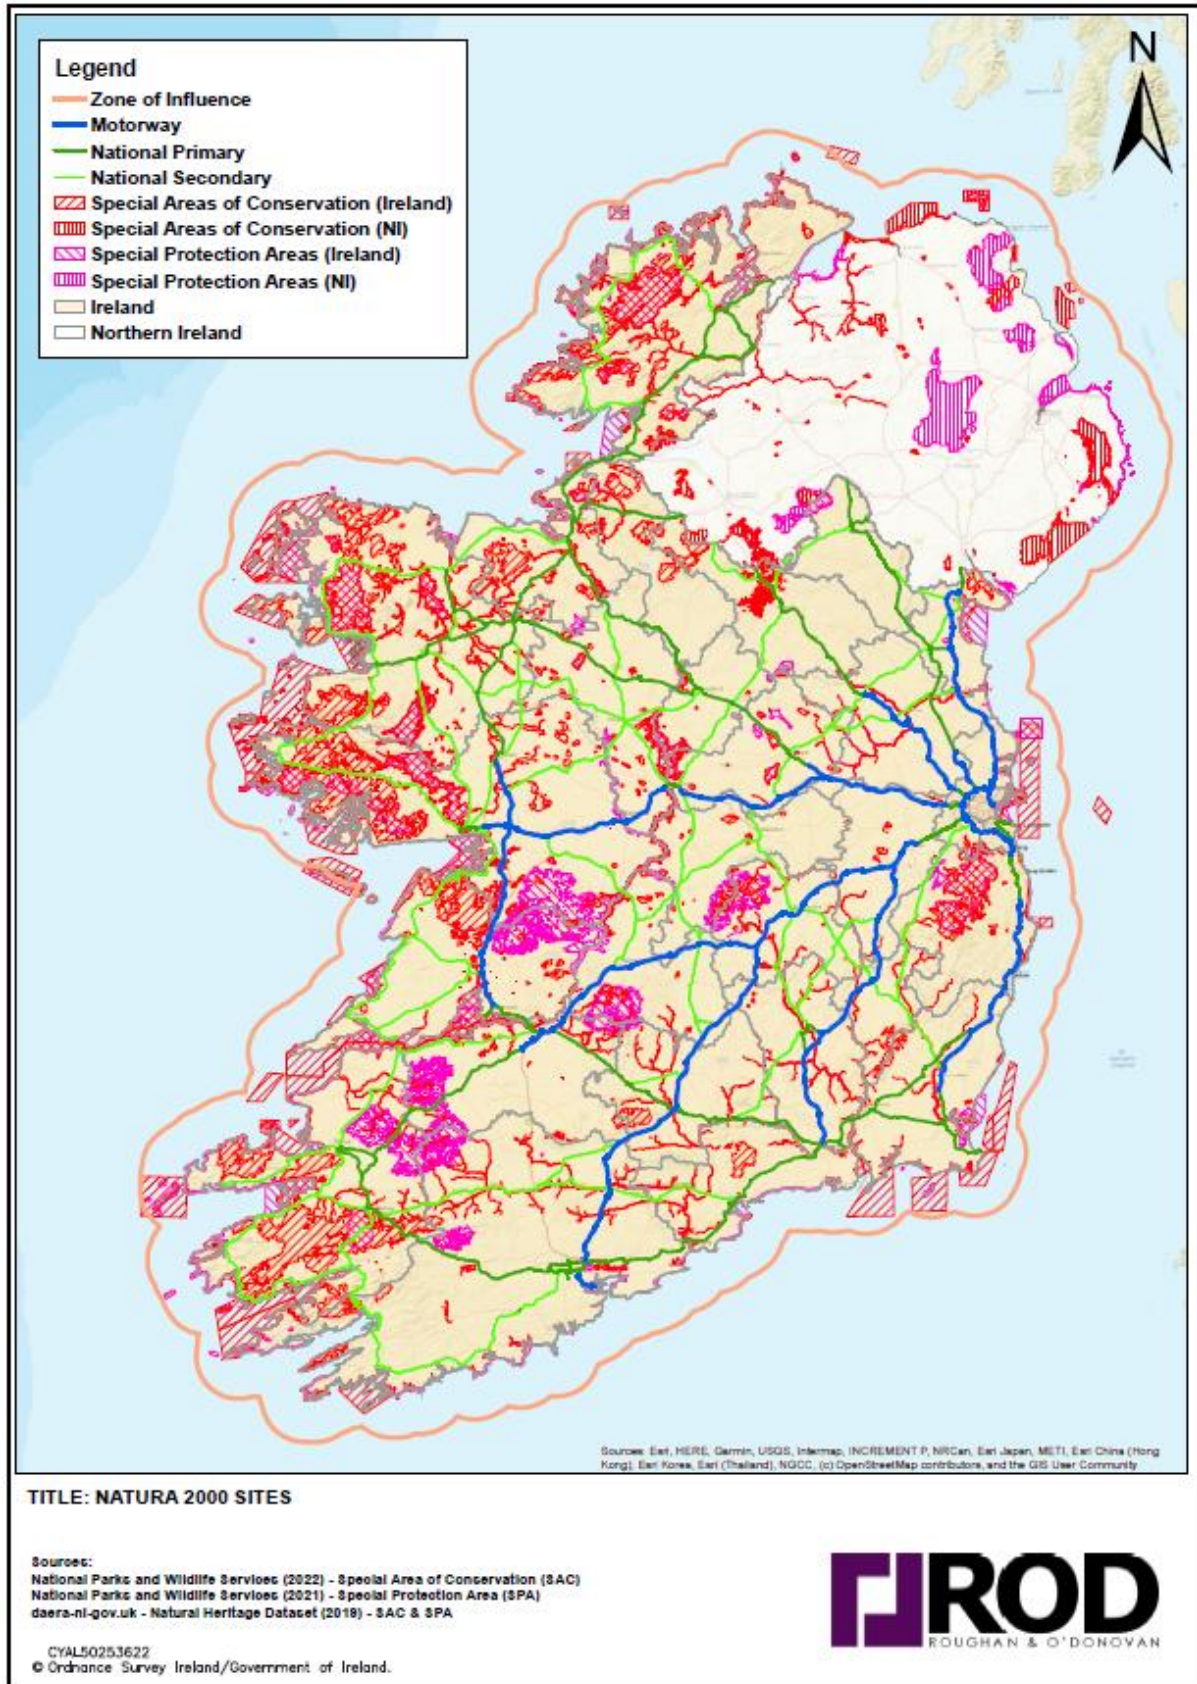 N
Legend
Zone of Influence
Motorway
National Primary
National Secondary
Special Areas of Conservation (Ireland)
Special Areas of Conservation (NI)
Special Protection Areas (Ireland)
Special Protection Areas (NI)
Ireland
Northern Ireland
Sources: Esri, HERE, Garmin, USGS, Intermap, INCREMENT P, NRCan, Esri Japan, METI, Esri China (Hong
Kong), Esri Korea, Esri (Thailand), NGCC, (c) OpenStreetMap contributors, and the GIS User Community
TITLE: NATURA 2000 SITES
Sources:
National Parks and Wildlife Services (2022) - Special Area of Conservation (SAC)
National Parks and Wildlife Services (2021) - Special Protection Area (SPA)
daera-ni-gov.uk - Natural Heritage Dataset (2019) - SAC & SPA
CYAL50253622
© Ordnance Survey Ireland/Government of Ireland.
ROD
ROUGHAN & O'DONOVAN